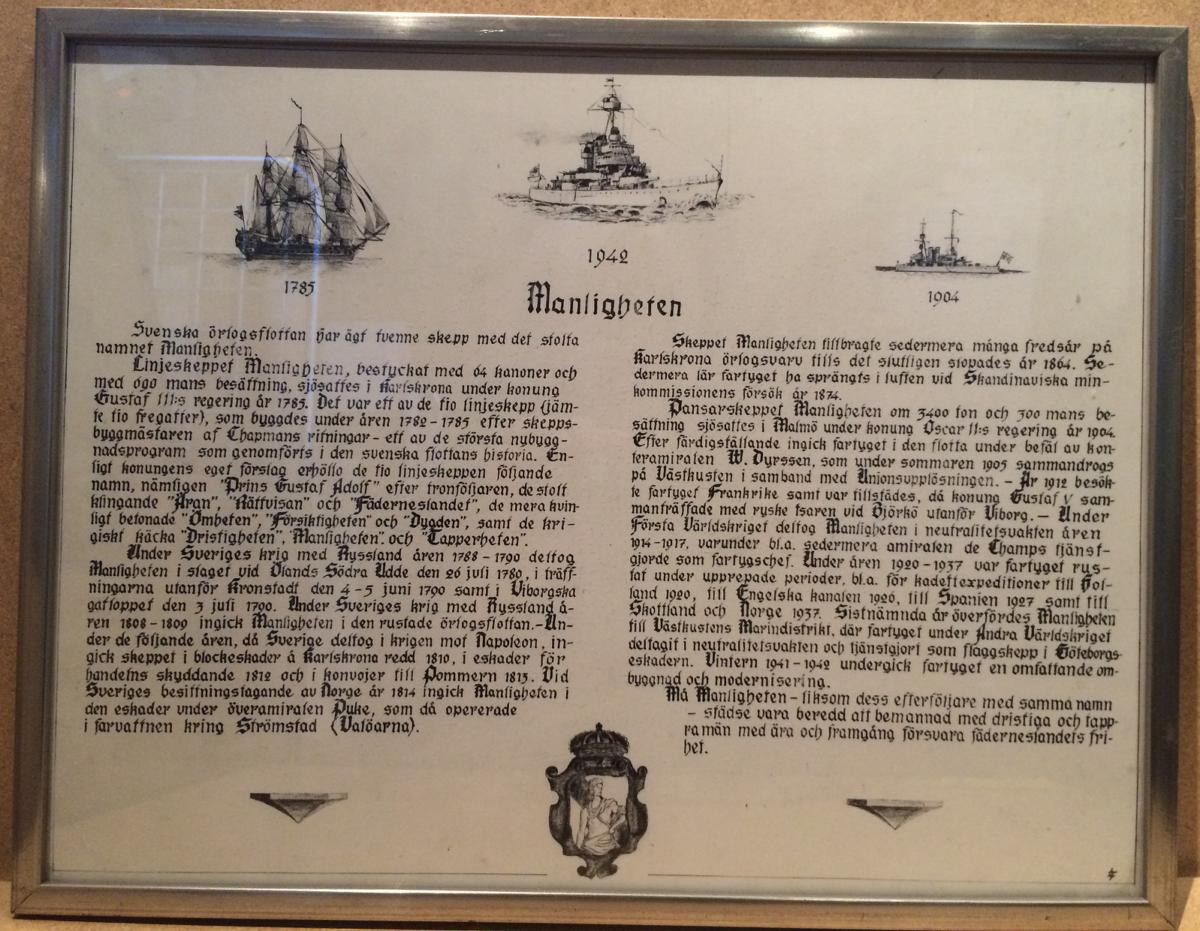 1785
1942
1904
Manligheten
Svenska örlogsflottan har ägt tvenne skepp med det stolta
namnet Manligheten.
Linjeskeppet Manligheten, bestyckat med 64 kanoner och
med 690 mans besättning, sjösattes i Karlskrona under konung
Gustaf III:s regering år 1785. Det var ett av de tio linjeskepp (jäm-
te tio fregatter), som byggdes under åren 1782-1785 efter skepps-
byggmästaren af Chapmans ritningar - ett av de största nybygg-
nadsprogram som genomförts i den svenska flottans historia. En-
ligt konungens eget förslag erhöllo de tio linjeskeppen följande
namn, nämligen "Prins Gustaf Adolf" efter tronföljaren, de stolt
klingande "Äran", "Rättvisan" och "Fäderneslandet", de mera kvin-
ligt betonade "Ömheten", "Försiktigheten" och "Dygden", samt de kri-
giskt käcka "Dristigheten", "Manligheten" och "Tapperheten".
Under Sveriges krig med Ryssland åren 1788-1790 deltog
Manligheten i slaget vid Ölands Södra Udde den 26 juli 1789, i träff-
ningarna utanför Kronstadt den 4-5 juni 1790 samt i Viborgska
gatloppet den 3 juli 1790. Under Sveriges krig med Ryssland å-
ren 1808-1809 ingick Manligheten i den rustade örlogsflottan.-Un-
der de följande åren, då Sverige deltog i krigen mot Napoleon, in-
gick skeppet i blockeskader å Karlskrona redd 1810, i eskader för
handelns skyddande 1812 och i konvojer till Pommern 1813. Vid
Sveriges besittningstagande av Norge år 1814 ingick Manligheten i
den eskader under överamiralen Puke, som då opererade
i farvattnen kring Strömstad (Valöarna).
Skeppet Manligheten tillbragte sedermera många fredsår på
Karlskrona örlogsvarv tills det slutligen slopades år 1864. Se-
dermera lär fartyget ha sprängts i luften vid Skandinaviska min-
kommissionens försök år 1874.
Pansarskeppet Manligheten om 3400 ton och 300 mans be-
sättning sjösattes i Malmö under konung Oscar II:s regering år 1904.
Efter färdigställande ingick fartyget i den flotta under befäl av kon-
teramiralen W. Dyrssen, som under sommaren 1905 sammandrogs
på Västkusten i samband med Unionsupplösningen. - År 1912 besök-
te fartyget Frankrike samt var tillstädes, då konung Gustaf V sam-
manträffade med ryske tsaren vid Björkö utanför Viborg. - Under
Första Världskriget deltog Manligheten i neutralitetsvakten åren
1914-1917, varunder bl.a. sedermera amiralen de Champs tjänst-
gjorde som fartygschef. Under åren 1920-1937 var fartyget rus-
tat under upprepade perioder, bl.a. för kadettexpeditioner till Hol-
land 1920, till Engelska kanalen 1926, till Spanien 1927 samt till
Skottland och Norge 1937. Sistnämnda år överfördes Manligheten
till Västkustens Marindistrikt, där fartyget under Andra Världskriget
deltagit i neutralitetsvakten och tjänstgjort som flaggskepp i Göteborgs-
eskadern. Vintern 1941-1942 undergick fartyget en omfattande om-
byggnad och modernisering.
Må Manligheten - liksom dess efterföljare med samma namn
- städse vara beredd att bemannad med dristiga och tapp-
ra män med ära och framgång försvara fäderneslandets fri-
het.